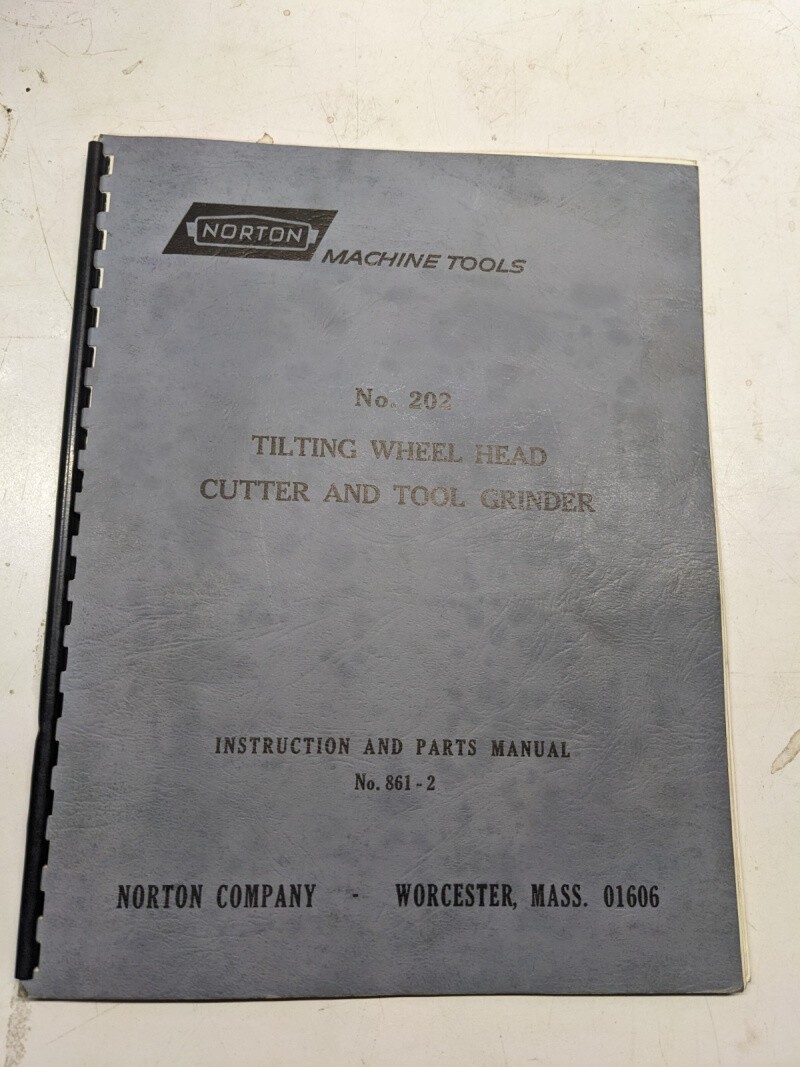 NORTON
MACHINE TOOLS
No. 202
TILTING WHEEL HEAD
CUTTER AND TOOL GRINDER
INSTRUCTION AND PARTS MANUAL
No. 861-2
NORTON COMPANY - WORCESTER, MASS. 01606